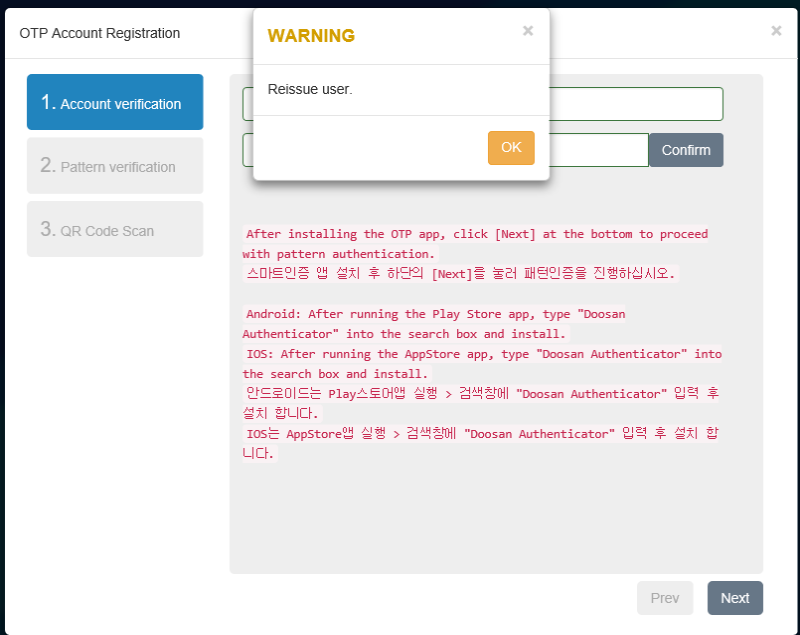 OTP Account Registration
×
WARNING
×
Reissue user.
OK
1. Account verification
2. Pattern verification
3. QR Code Scan
Confirm
After installing the OTP app, click [Next] at the bottom to proceed
with pattern authentication.
스마트인증 앱 설치 후 하단의 [Next]를 눌러 패턴인증을 진행하십시오.
Android: After running the Play Store app, type "Doosan
Authenticator" into the search box and install.
IOS: After running the AppStore app, type "Doosan Authenticator" into
the search box and install.
안드로이드는 Play스토어앱 실행 > 검색창에 "Doosan Authenticator" 입력 후
설치 합니다.
IOS는 AppStore앱 실행 > 검색창에 "Doosan Authenticator" 입력 후 설치 합
니다.
Prev
Next